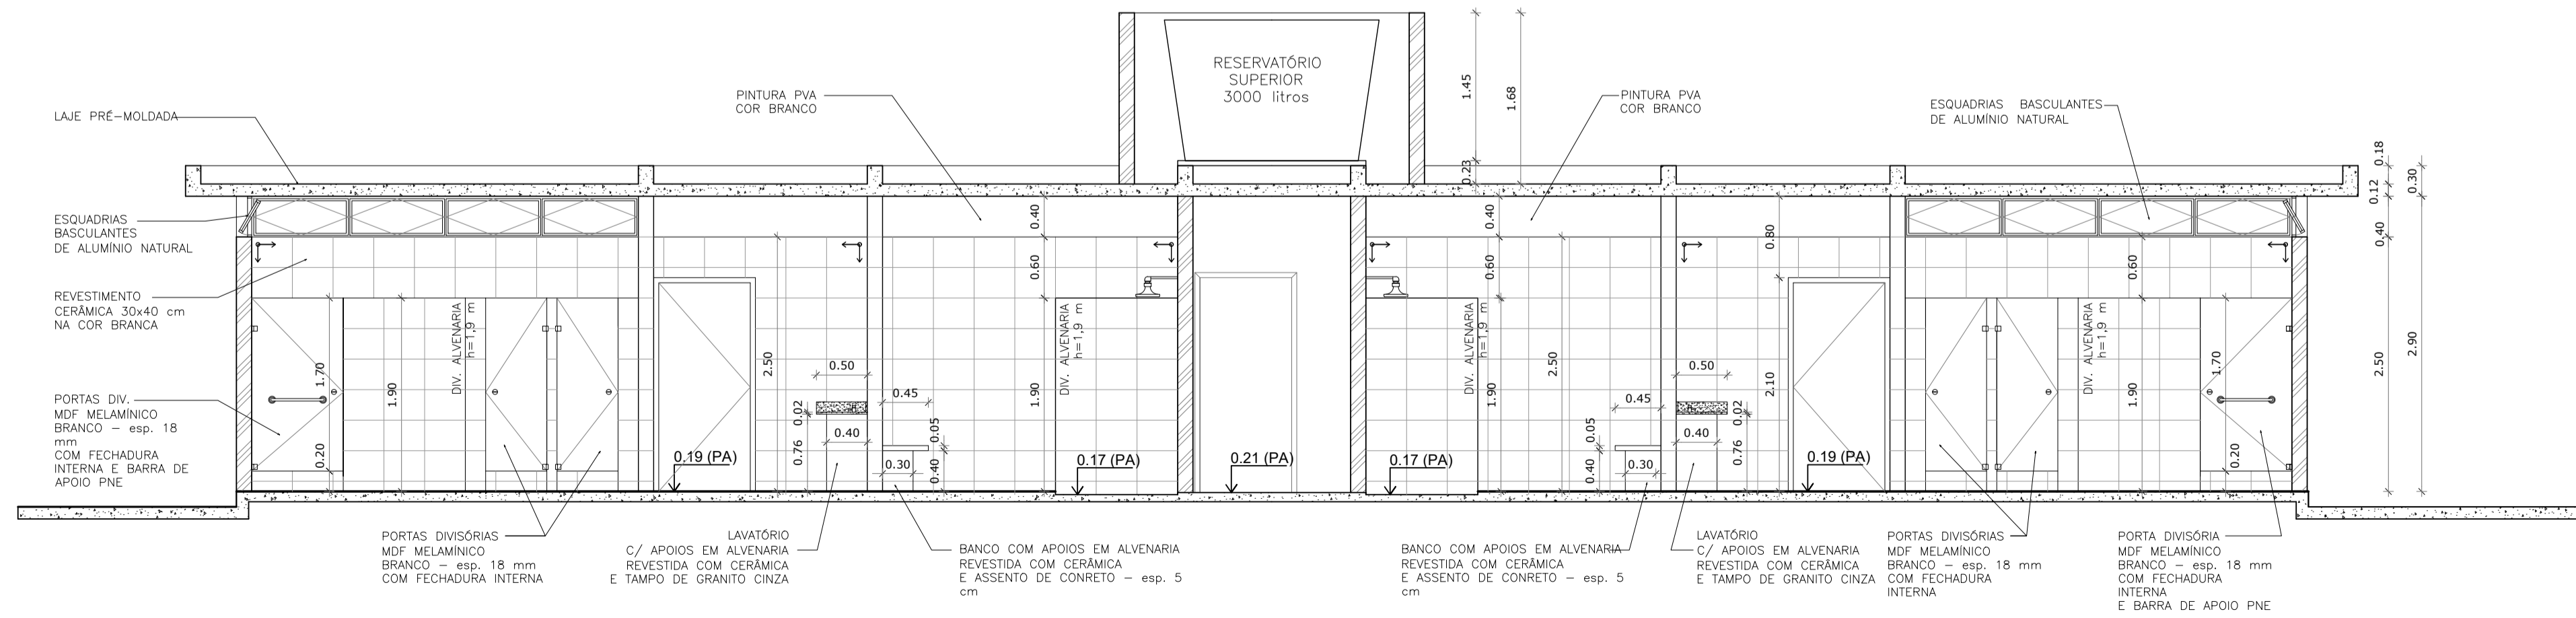 RESERVATÓRIO
SUPERIOR
3000 litros
1.45
1.68
0.23
LAJE PRÉ-MOLDADA
PINTURA PVA
COR BRANCO
PINTURA PVA
COR BRANCO
ESQUADRIAS BASCULANTES
DE ALUMÍNIO NATURAL
0.18
0.12
0.30
0.40
2.90
2.50
ESQUADRIAS
BASCULANTES
DE ALUMÍNIO NATURAL
REVESTIMENTO
CERÂMICA 30x40 cm
NA COR BRANCA
PORTAS DIV.
MDF MELAMÍNICO
BRANCO - esp. 18
mm
COM FECHADURA
INTERNA E BARRA DE
APOIO PNE
1.70
0.20
1.90
DIV. ALVENARIA
h=1,9 m
2.50
0.19 (PA)
0.50
0.02
0.40
0.76
0.45
0.05
0.30
0.40
0.40
0.60
1.90
DIV. ALVENARIA
h=1,9 m
0.17 (PA)
0.21 (PA)
0.17 (PA)
DIV. ALVENARIA
h=1,9 m
0.40
0.60
1.90
2.50
0.45
0.05
0.30
0.40
0.50
0.02
0.40
0.76
0.80
2.10
0.19 (PA)
DIV. ALVENARIA
h=1,9 m
0.60
1.90
1.70
0.20
PORTAS DIVISÓRIAS
MDF MELAMÍNICO
BRANCO - esp. 18 mm
COM FECHADURA INTERNA
LAVATÓRIO
C/ APOIOS EM ALVENARIA
REVESTIDA COM CERÂMICA
E TAMPO DE GRANITO CINZA
BANCO COM APOIOS EM ALVENARIA
REVESTIDA COM CERÂMICA
E ASSENTO DE CONRETO - esp. 5
cm
BANCO COM APOIOS EM ALVENARIA
REVESTIDA COM CERÂMICA
E ASSENTO DE CONRETO - esp. 5
cm
LAVATÓRIO
C/ APOIOS EM ALVENARIA
REVESTIDA COM CERÂMICA
E TAMPO DE GRANITO CINZA
PORTAS DIVISÓRIAS
MDF MELAMÍNICO
BRANCO - esp. 18 mm
COM FECHADURA
INTERNA
PORTA DIVISÓRIA
MDF MELAMÍNICO
BRANCO - esp. 18 mm
COM FECHADURA
INTERNA
E BARRA DE APOIO PNE